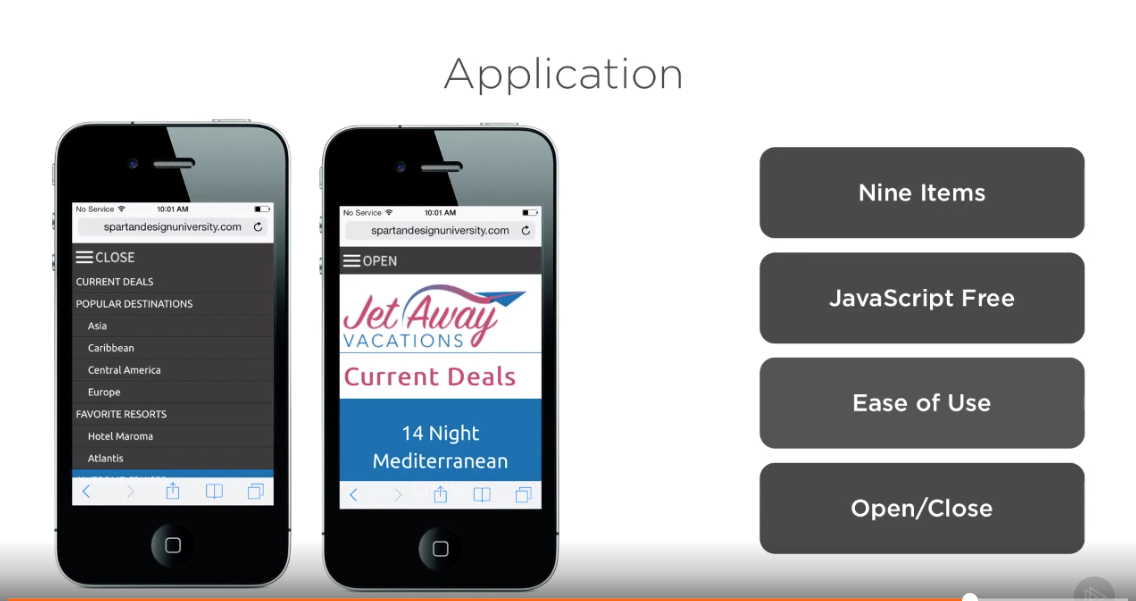 Application
No Service 10:01 AM
spartandesignuniversity.com
CLOSE
CURRENT DEALS
POPULAR DESTINATIONS
Asia
Caribbean
Central America
Europe
FAVORITE RESORTS
Hotel Maroma
Atlantis
No Service 10:01 AM
spartandesignuniversity.com
OPEN
Jet Away
VACATIONS
Current Deals
14 Night
Mediterranean
Nine Items
JavaScript Free
Ease of Use
Open/Close